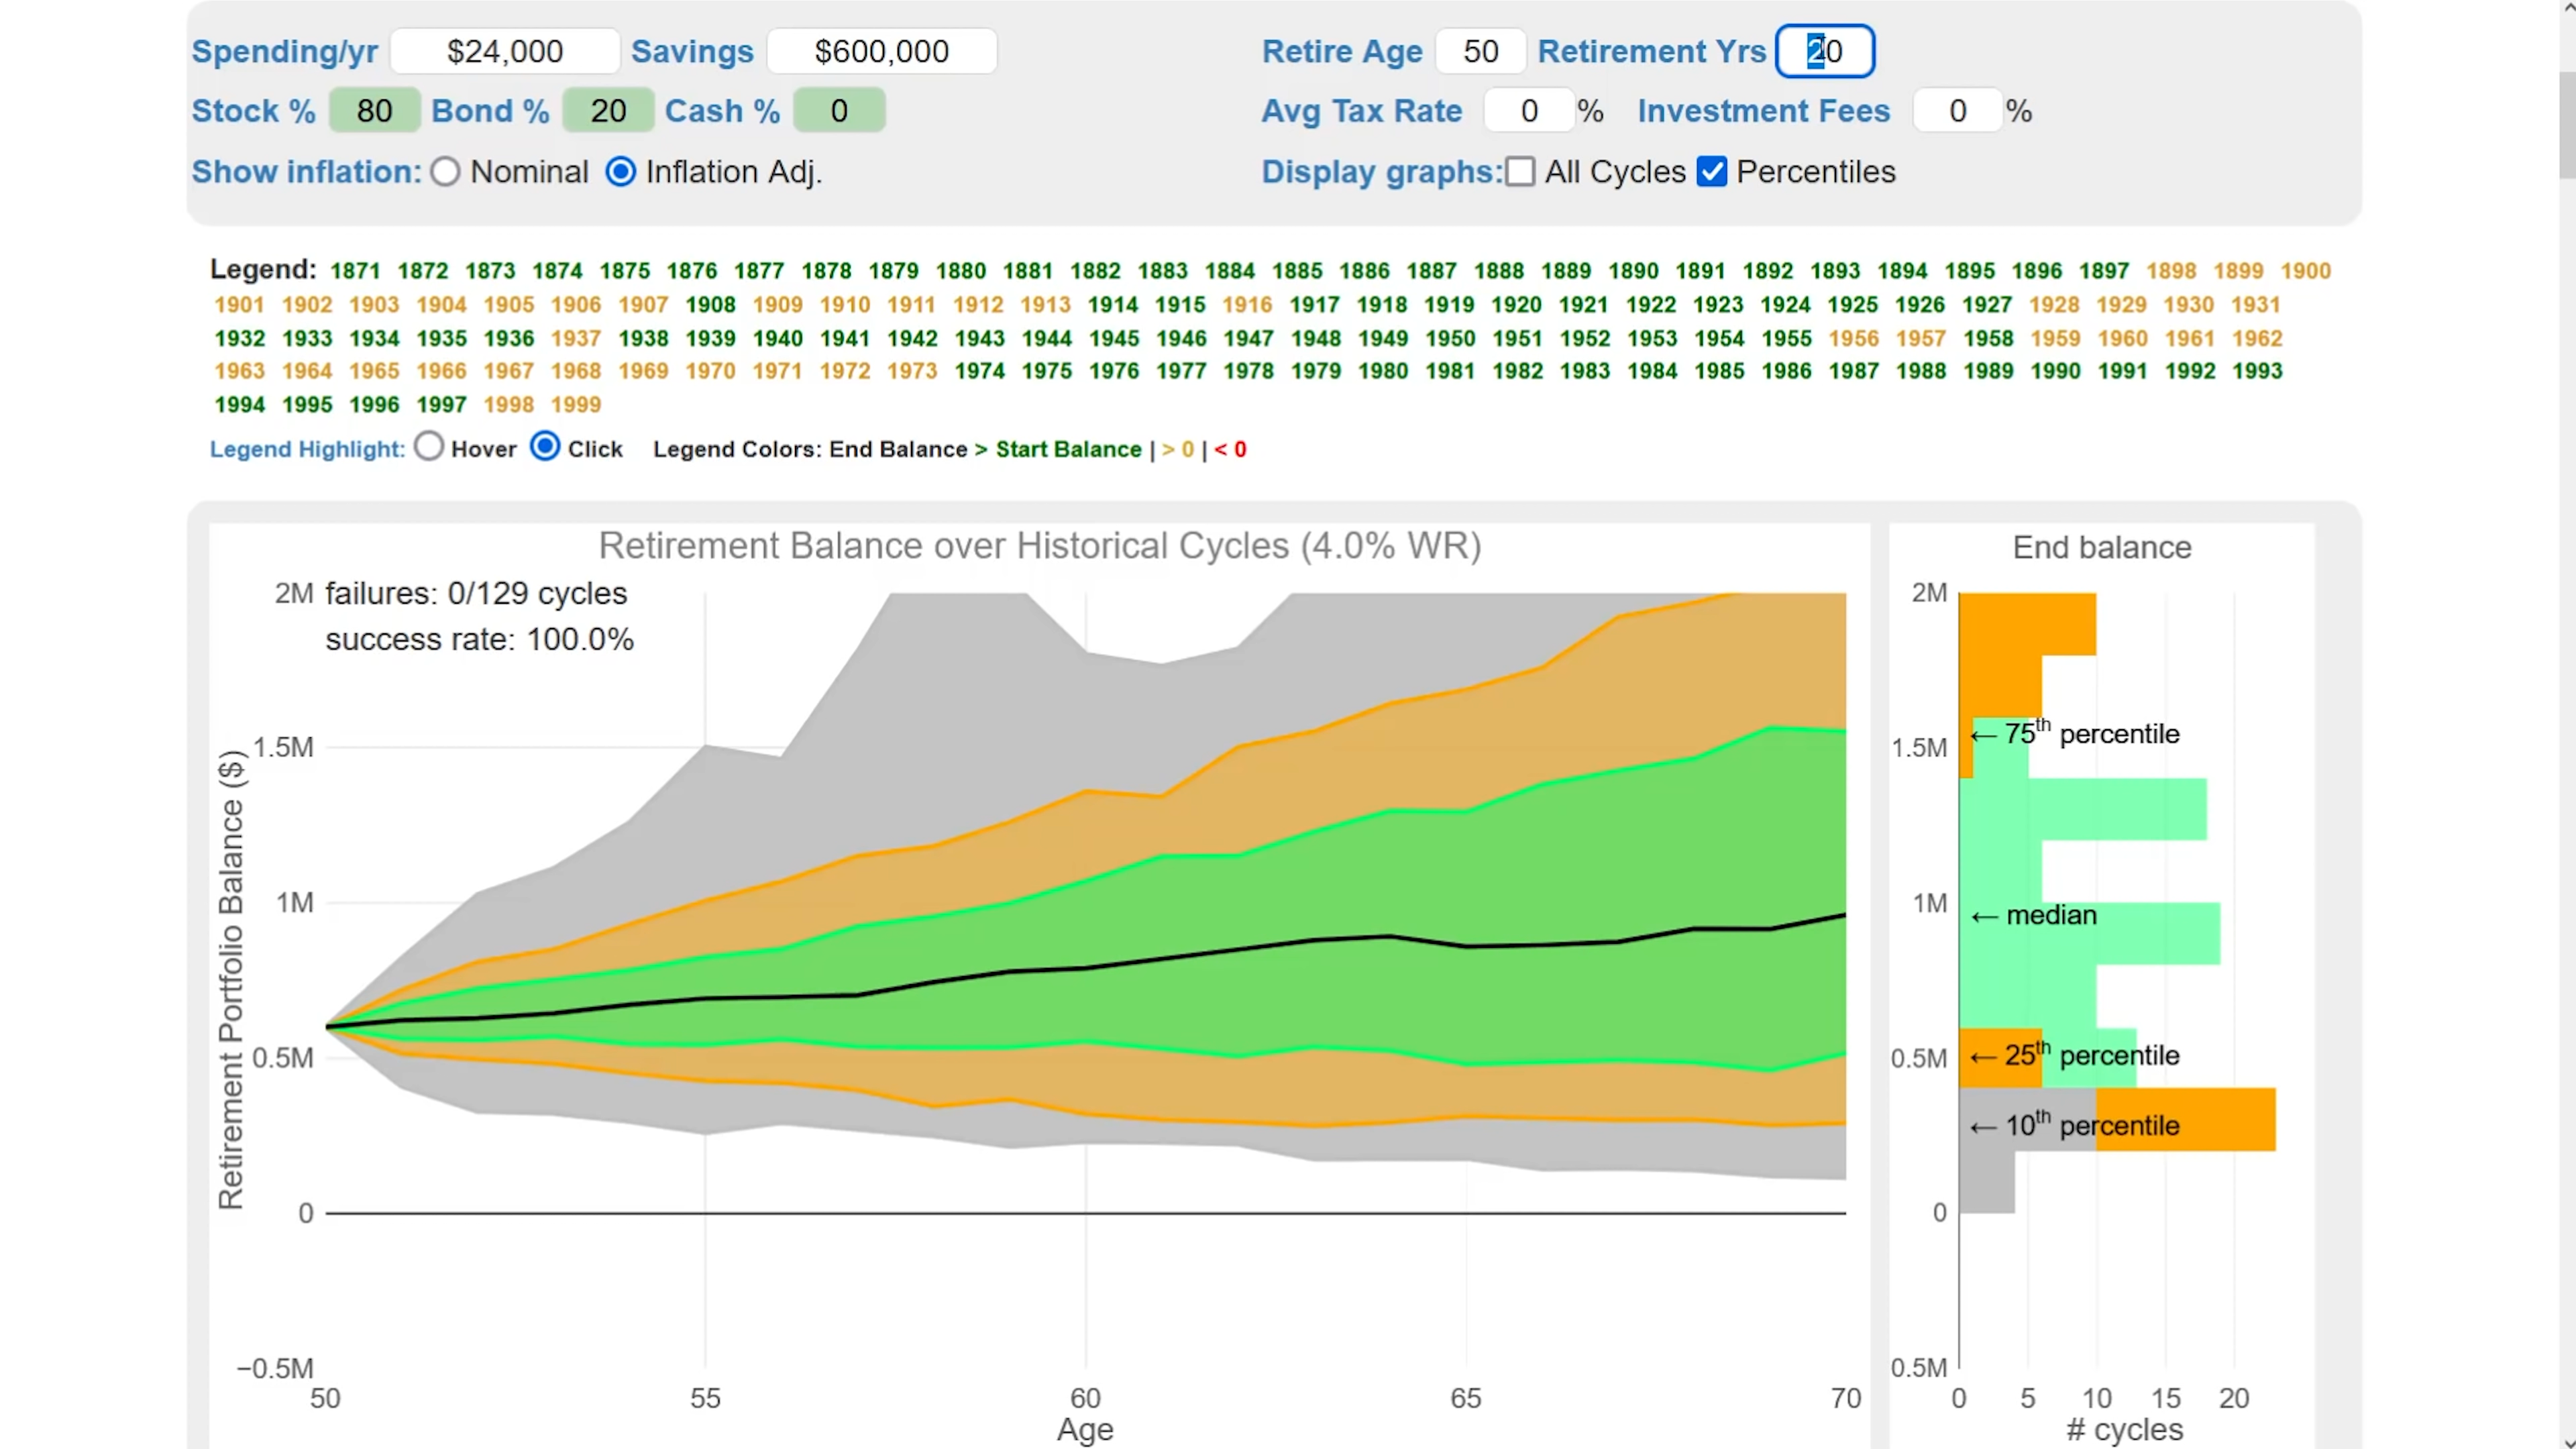 Spending/yr $24,000 Savings $600,000 Retire Age 50 Retirement Yrs 20
Stock % 80 Bond % 20 Cash % 0 Avg Tax Rate 0 % Investment Fees 0 %
Show inflation: Nominal Inflation Adj. Display graphs: All Cycles Percentiles
Legend: 1871 1872 1873 1874 1875 1876 1877 1878 1879 1880 1881 1882 1883 1884 1885 1886 1887 1888 1889 1890 1891 1892 1893 1894 1895 1896 1897 1898 1899 1900
1901 1902 1903 1904 1905 1906 1907 1908 1909 1910 1911 1912 1913 1914 1915 1916 1917 1918 1919 1920 1921 1922 1923 1924 1925 1926 1927 1928 1929 1930 1931
1932 1933 1934 1935 1936 1937 1938 1939 1940 1941 1942 1943 1944 1945 1946 1947 1948 1949 1950 1951 1952 1953 1954 1955 1956 1957 1958 1959 1960 1961 1962
1963 1964 1965 1966 1967 1968 1969 1970 1971 1972 1973 1974 1975 1976 1977 1978 1979 1980 1981 1982 1983 1984 1985 1986 1987 1988 1989 1990 1991 1992 1993
1994 1995 1996 1997 1998 1999
Legend Highlight: Hover Click Legend Colors: End Balance > Start Balance | > 0 | < 0
Retirement Balance over Historical Cycles (4.0% WR)
failures: 0/129 cycles
success rate: 100.0%
Retirement Portfolio Balance ($)
2M
1.5M
1M
0.5M
0
−0.5M
50 55 60 65 70
Age
End balance
2M
1.5M
1M
0.5M
0
0.5M
← 75th percentile
← median
← 25th percentile
← 10th percentile
0 5 10 15 20
# cycles